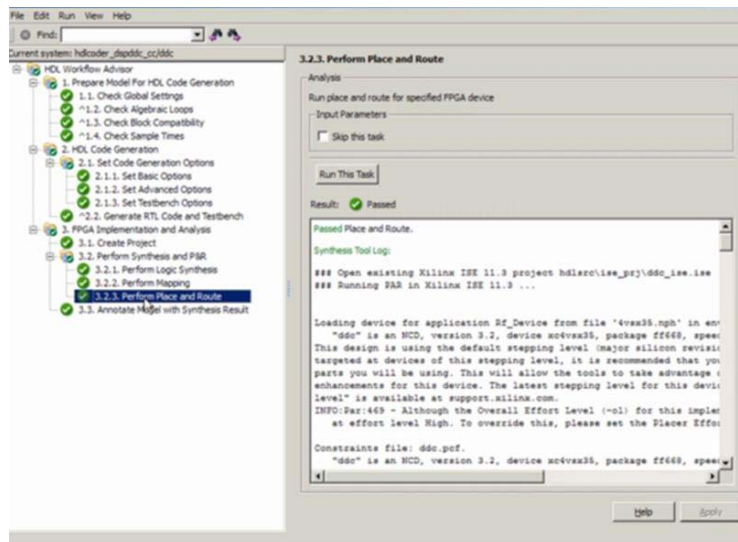 File Edit Run View Help
Find:
Current system: hdlcoder_dspddc_cc/ddc
HDL Workflow Advisor
1. Prepare Model For HDL Code Generation
1.1. Check Global Settings
^1.2. Check Algebraic Loops
^1.3. Check Block Compatibility
^1.4. Check Sample Times
2. HDL Code Generation
2.1. Set Code Generation Options
2.1.1. Set Basic Options
2.1.2. Set Advanced Options
2.1.3. Set Testbench Options
^2.2. Generate RTL Code and Testbench
3. FPGA Implementation and Analysis
3.1. Create Project
3.2. Perform Synthesis and P&R
3.2.1. Perform Logic Synthesis
3.2.2. Perform Mapping
3.2.3. Perform Place and Route
3.3. Annotate Model with Synthesis Result
3.2.3. Perform Place and Route
Analysis
Run place and route for specified FPGA device
Input Parameters
Skip this task
Run This Task
Result: Passed
Passed Place and Route.
Synthesis Tool Log:
### Open existing Xilinx ISE 11.3 project hdlsrc\ise_prj\ddc_ise.ise
### Running PAR in Xilinx ISE 11.3 ...
Loading device for application Rf_Device from file '4vsx35.nph' in en
"ddc" is an NCD, version 3.2, device xc4vsx35, package ff668, speed
This design is using the default stepping level (major silicon revisi
targeted at devices of this stepping level, it is recommended that yo
parts you will be using. This will allow the tools to take advantage
enhancements for this device. The latest stepping level for this devi
level" is available at support.xilinx.com.
INFO:Par:469 - Although the Overall Effort Level (-ol) for this imple
at effort level High. To override this, please set the Placer Effo
Constraints file: ddc.pcf.
"ddc" is an NCD, version 3.2, device xc4vsx35, package ff668, speed
Help Apply